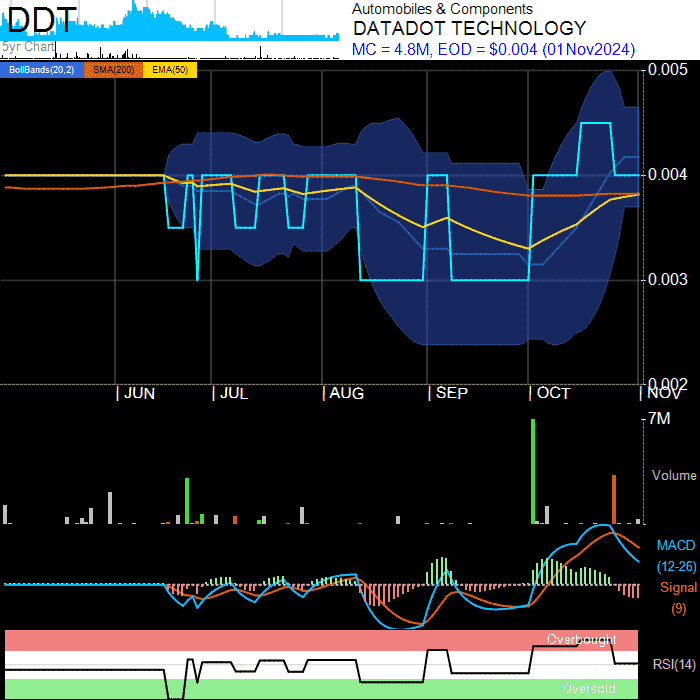 DDT
5yr Chart
Automobiles & Components
DATADOT TECHNOLOGY
MC = 4.8M, EOD = $0.004 (01Nov2024)
BollBands(20,2) SMA(200) EMA(50)
0.005
0.004
0.003
0.002
JUN JUL AUG SEP OCT NOV
7M
Volume
MACD
(12-26)
Signal
(9)
Overbought
RSI(14)
Oversold